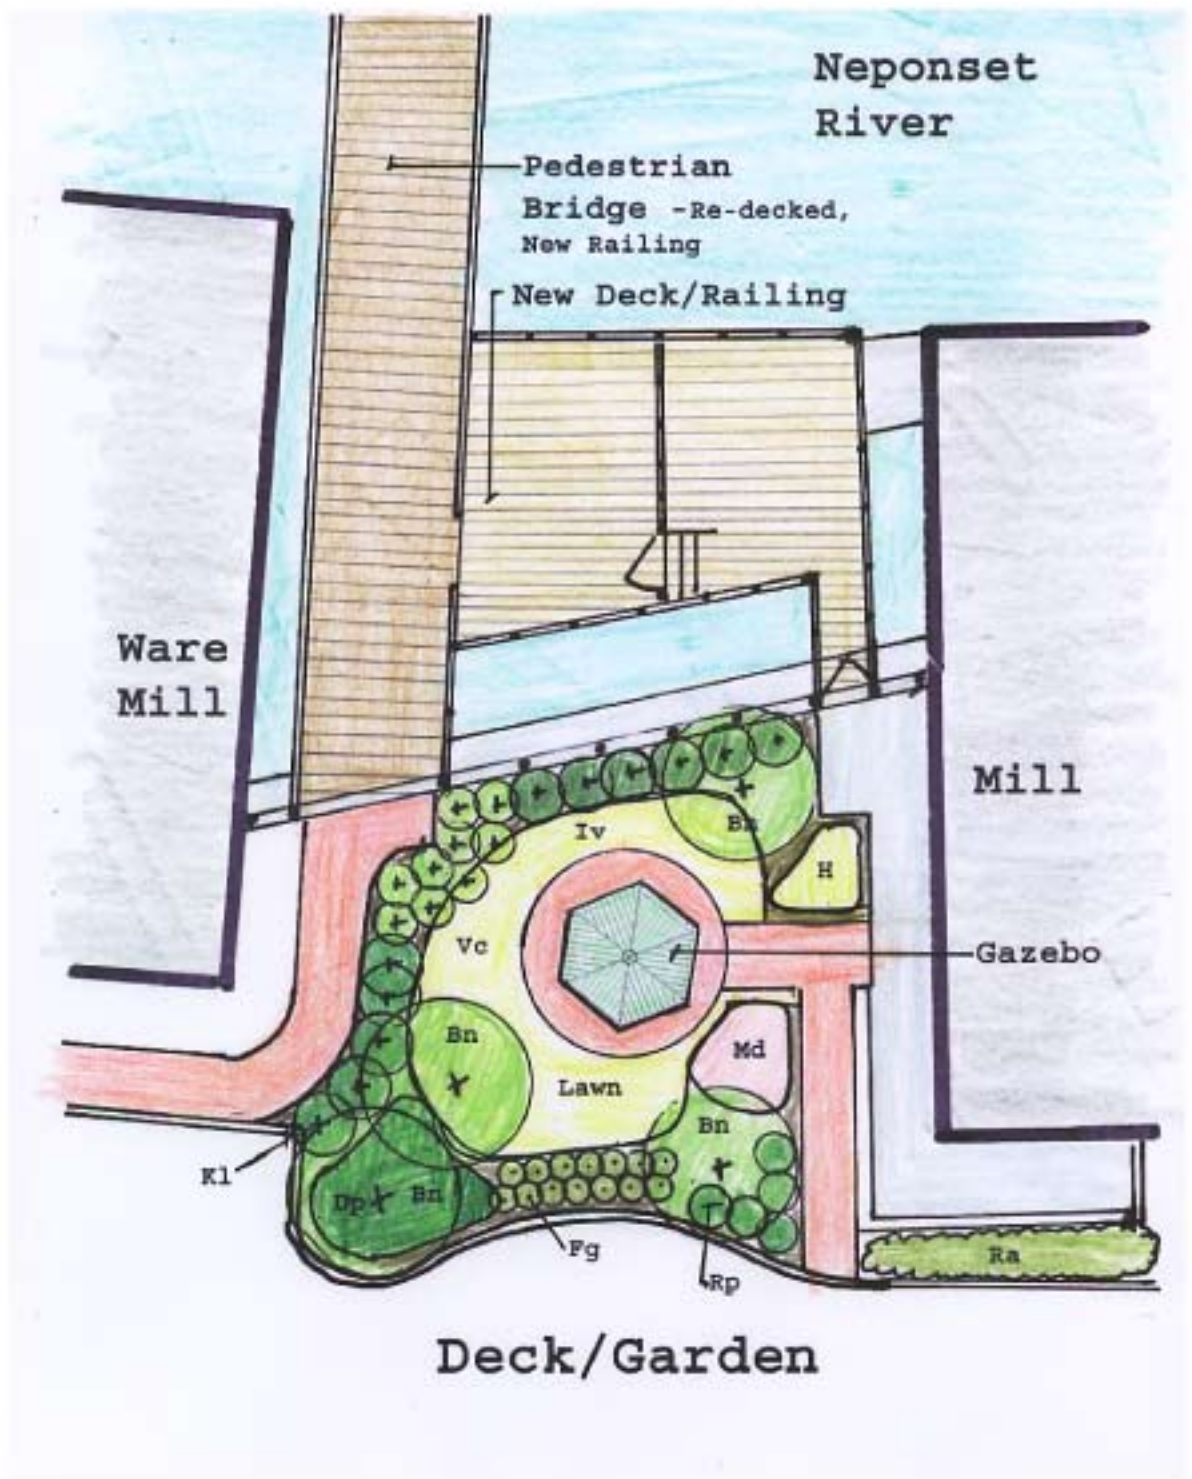 Neponset
River
Pedestrian
Bridge -Re-decked,
New Railing
New Deck/Railing
Ware
Mill
Mill
Bn
Iv
H
Vc
Gazebo
Bn
Md
Lawn
Bn
Kl
Dp
Bn
Fg
Rp
Ra
Deck/Garden